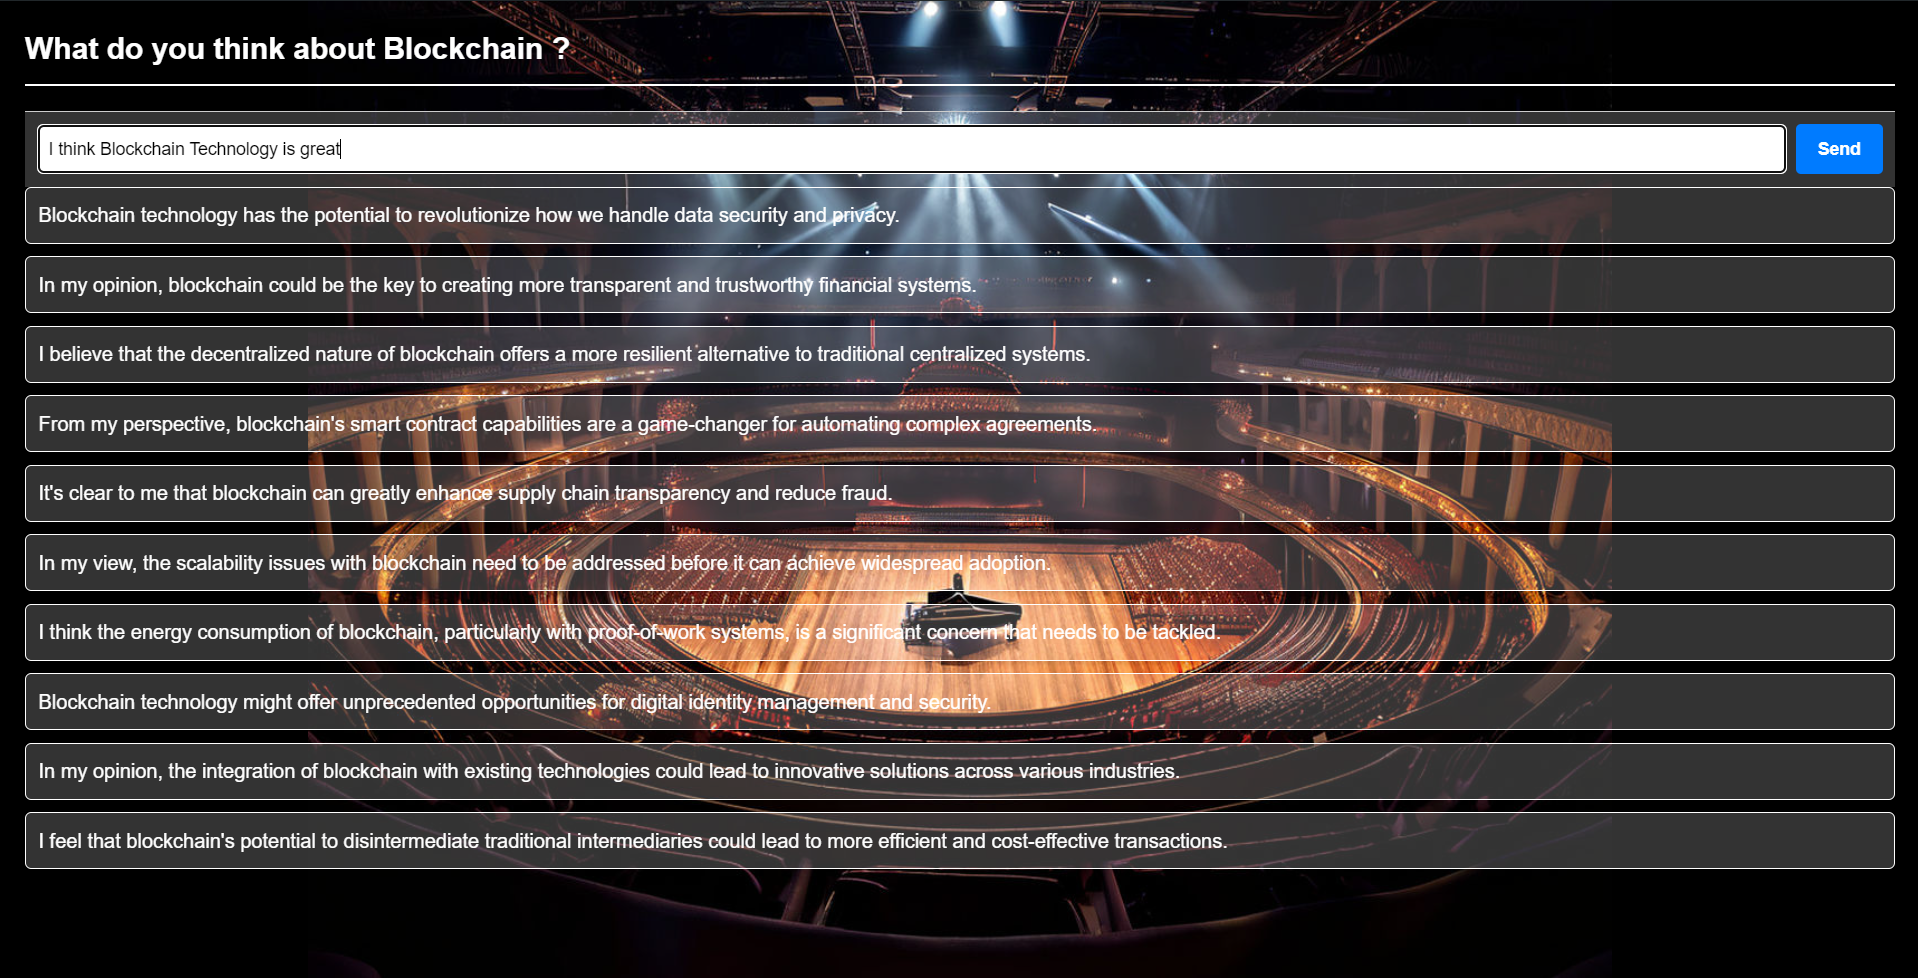 What do you think about Blockchain ?
I think Blockchain Technology is great
Send
Blockchain technology has the potential to revolutionize how we handle data security and privacy.
In my opinion, blockchain could be the key to creating more transparent and trustworthy financial systems.
I believe that the decentralized nature of blockchain offers a more resilient alternative to traditional centralized systems.
From my perspective, blockchain's smart contract capabilities are a game-changer for automating complex agreements.
It's clear to me that blockchain can greatly enhance supply chain transparency and reduce fraud.
In my view, the scalability issues with blockchain need to be addressed before it can achieve widespread adoption.
I think the energy consumption of blockchain, particularly with proof-of-work systems, is a significant concern that needs to be tackled.
Blockchain technology might offer unprecedented opportunities for digital identity management and security.
In my opinion, the integration of blockchain with existing technologies could lead to innovative solutions across various industries.
I feel that blockchain's potential to disintermediate traditional intermediaries could lead to more efficient and cost-effective transactions.